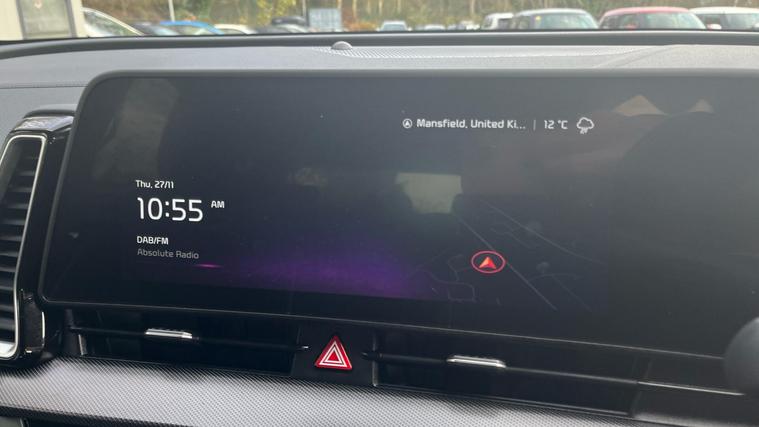 Mansfield, United Ki... | 12 °C
Thu, 27/11
10:55 AM
DAB/FM
Absolute Radio